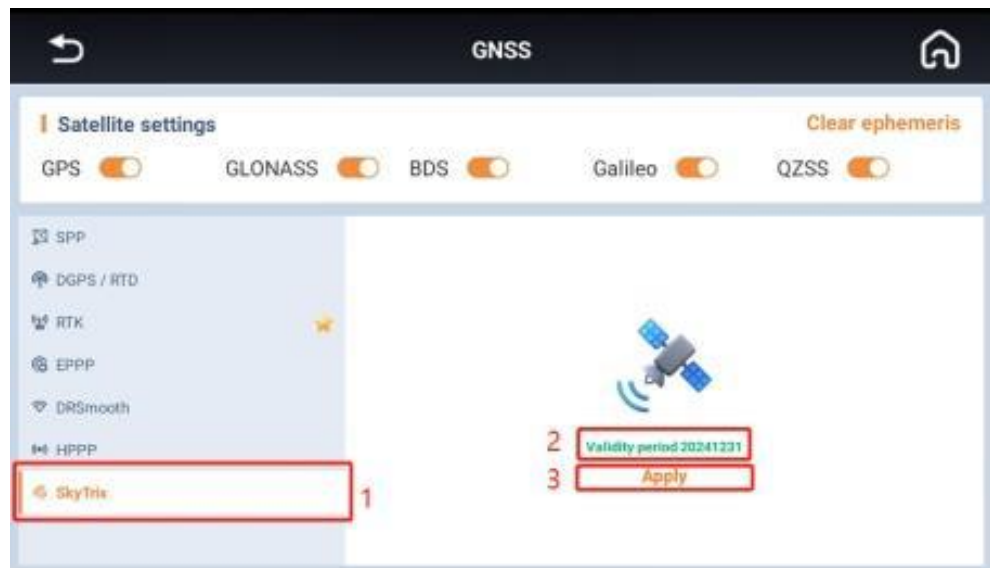 GNSS
Satellite settings
Clear ephemeris
GPS GLONASS BDS Galileo QZSS
SPP
DGPS / RTD
RTK
EPPP
DRSmooth
HPPP
SkyTrix
1
2 Validity period 20241231
3 Apply